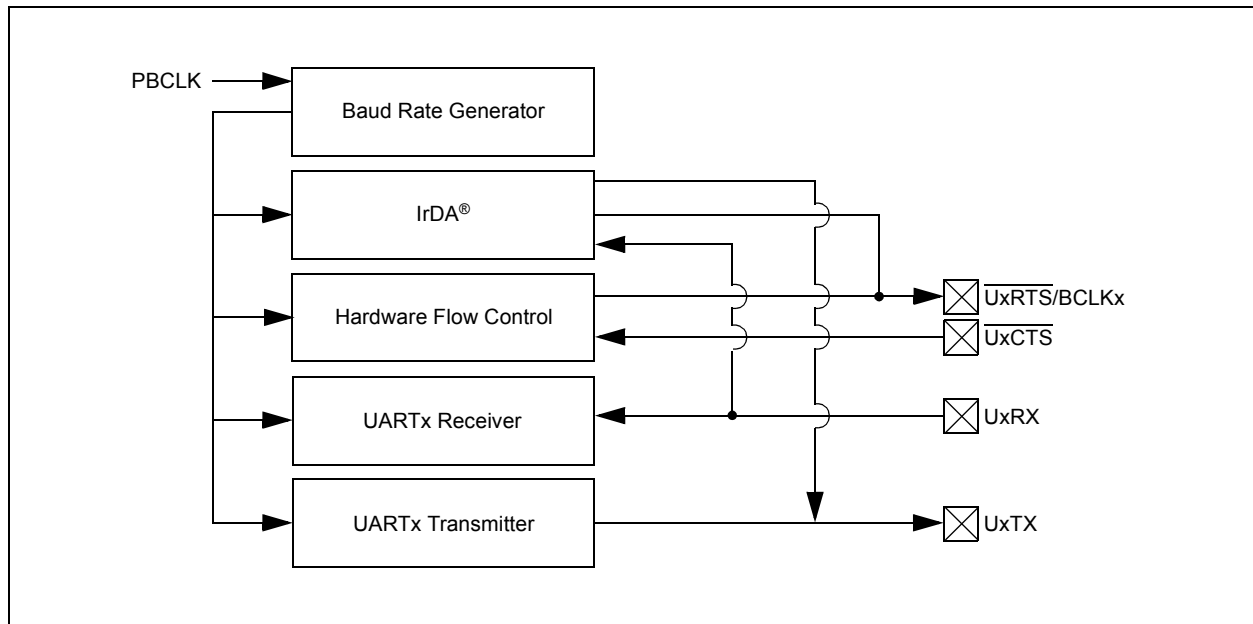 PBCLK
Baud Rate Generator
IrDA®
Hardware Flow Control
UxRTS/BCLKx
UxCTS
UARTx Receiver
UxRX
UARTx Transmitter
UxTX